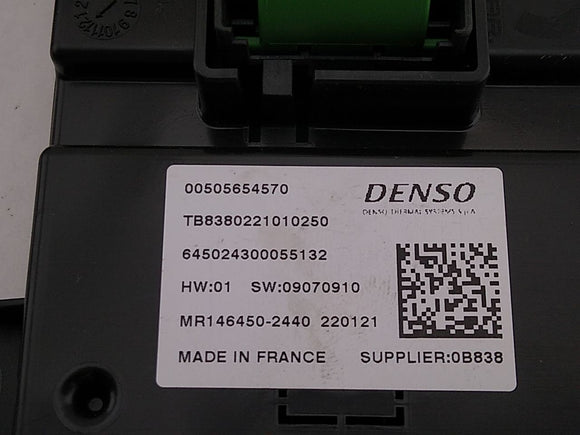 00505654570
DENSO
DENSO THERMAL SYSTEMS S.p.A.
TB8380221010250
645024300055132
HW:01 SW:09070910
MR146450-2440 220121
MADE IN FRANCE SUPPLIER:0B838